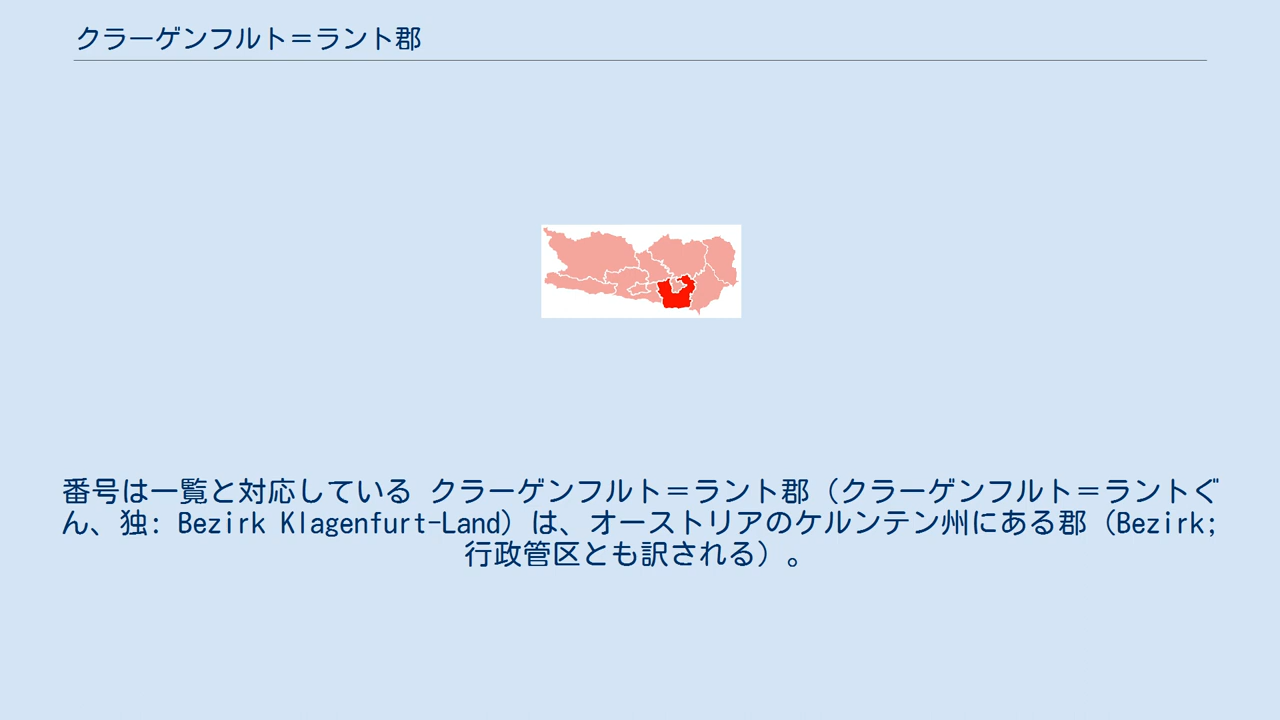 クラーゲンフルト＝ラント郡
番号は一覧と対応している クラーゲンフルト＝ラント郡（クラーゲンフルト＝ラントぐ
ん、独: Bezirk Klagenfurt-Land）は、オーストリアのケルンテン州にある郡（Bezirk;
行政管区とも訳される）。